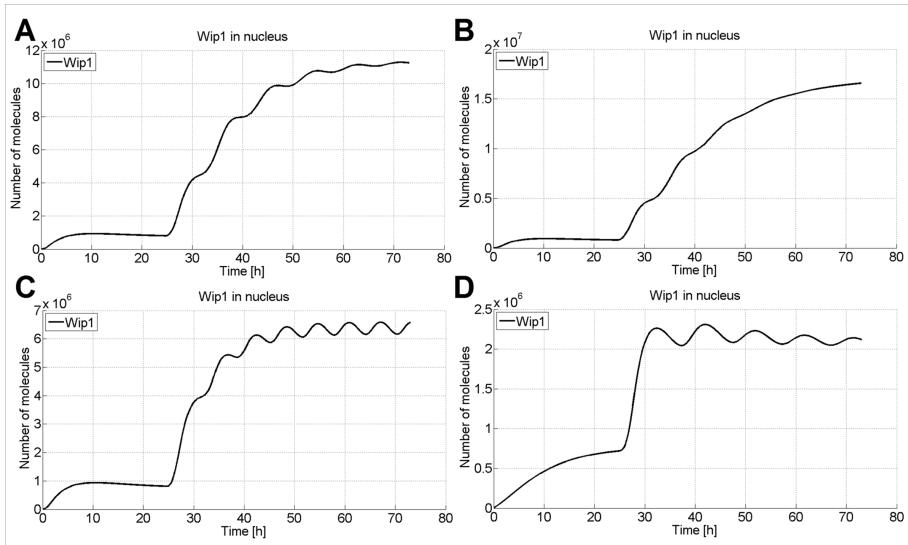 A
Wip1 in nucleus
x 10^6
Wip1
Number of molecules
12
10
8
6
4
2
0
0 10 20 30 40 50 60 70 80
Time [h]
B
Wip1 in nucleus
x 10^7
Wip1
Number of molecules
2
1.5
1
0.5
0
0 10 20 30 40 50 60 70 80
Time [h]
C
Wip1 in nucleus
x 10^6
Wip1
Number of molecules
7
6
5
4
3
2
1
0
0 10 20 30 40 50 60 70 80
Time [h]
D
Wip1 in nucleus
x 10^6
Wip1
Number of molecules
2.5
2
1.5
1
0.5
0
0 10 20 30 40 50 60 70 80
Time [h]